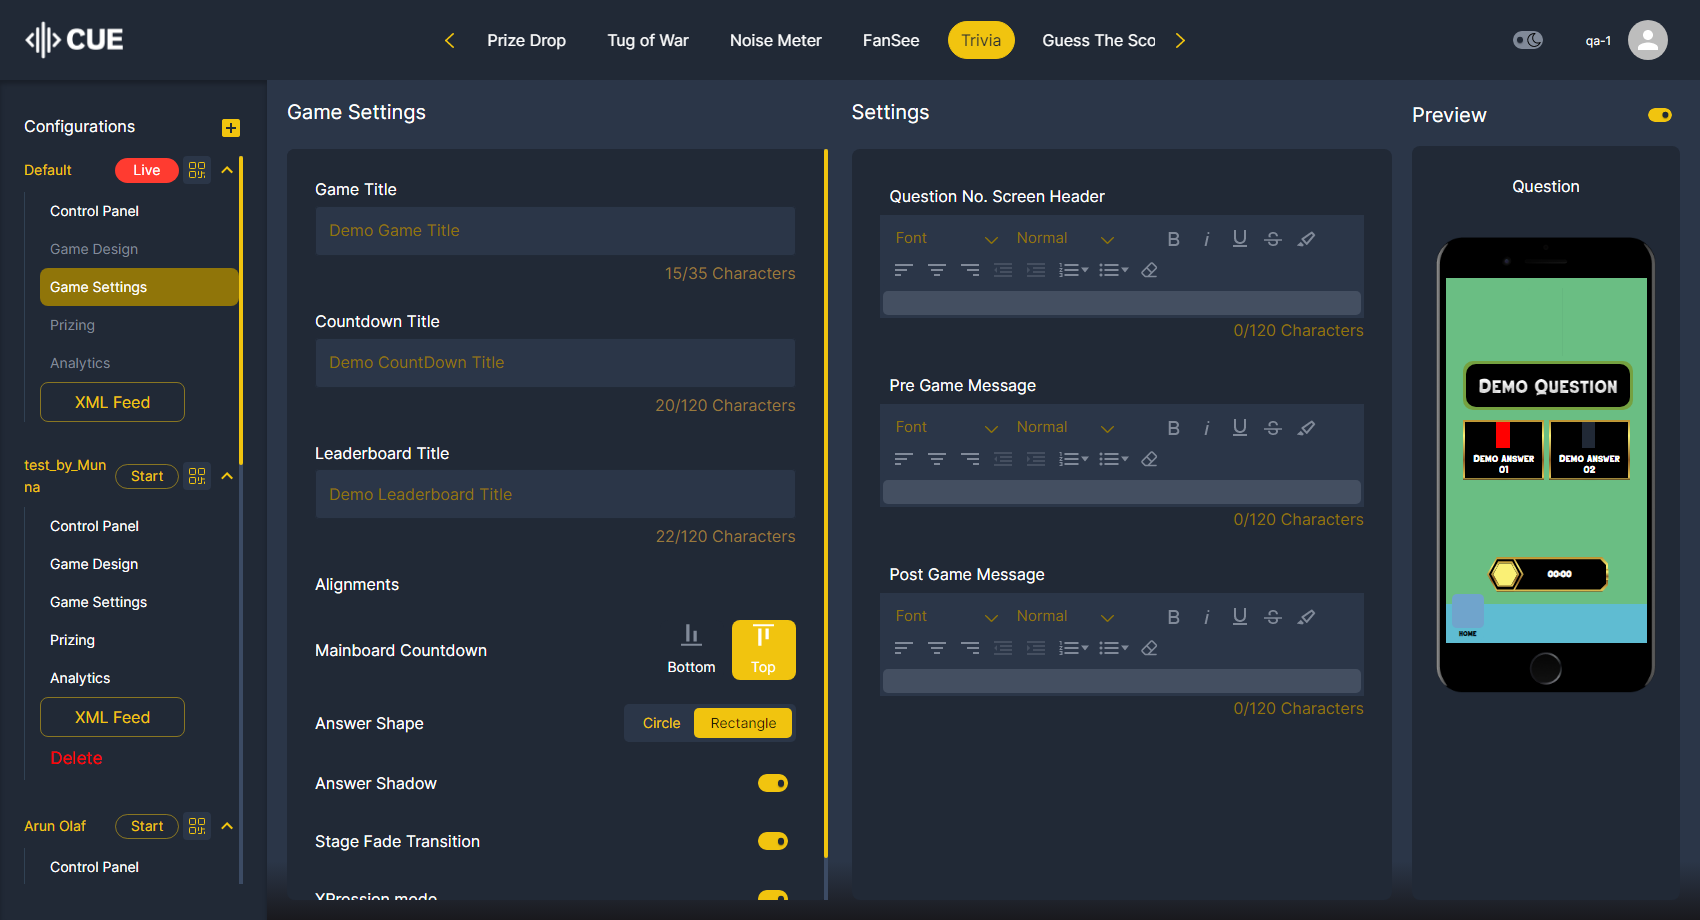 CUE
Prize Drop
Tug of War
Noise Meter
FanSee
Trivia
Guess The Sco
qa-1
Configurations
Default
Live
Control Panel
Game Design
Game Settings
Prizing
Analytics
XML Feed
test_by_Mun
na
Start
Control Panel
Game Design
Game Settings
Prizing
Analytics
XML Feed
Delete
Arun Olaf
Start
Control Panel
Game Settings
Game Title
Demo Game Title
15/35 Characters
Countdown Title
Demo CountDown Title
20/120 Characters
Leaderboard Title
Demo Leaderboard Title
22/120 Characters
Alignments
Mainboard Countdown
Bottom
Top
Answer Shape
Circle
Rectangle
Answer Shadow
Stage Fade Transition
XPression mode
Settings
Question No. Screen Header
Font
Normal
0/120 Characters
Pre Game Message
Font
Normal
0/120 Characters
Post Game Message
Font
Normal
0/120 Characters
Preview
Question
Demo Question
Demo Answer
01
Demo Answer
02
00:00
HOME